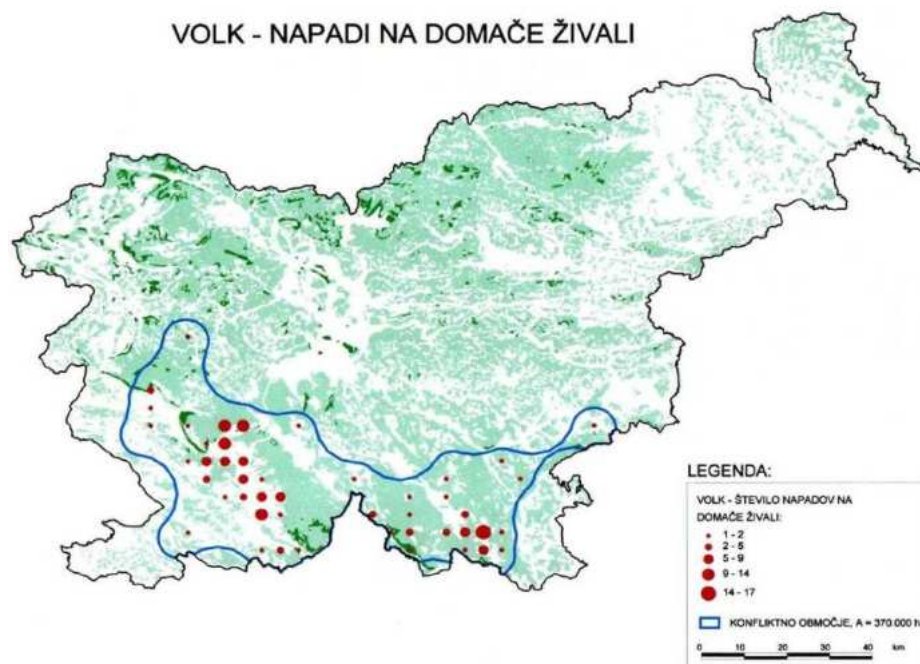 VOLK - NAPADI NA DOMAČE ŽIVALI
LEGENDA:
VOLK - ŠTEVILO NAPADOV NA
DOMAČE ŽIVALI:
1 - 2
2 - 5
5 - 9
9 - 14
14 - 17
KONFLIKTNO OBMOČJE, A = 370.000 h
0 10 20 30 40 km